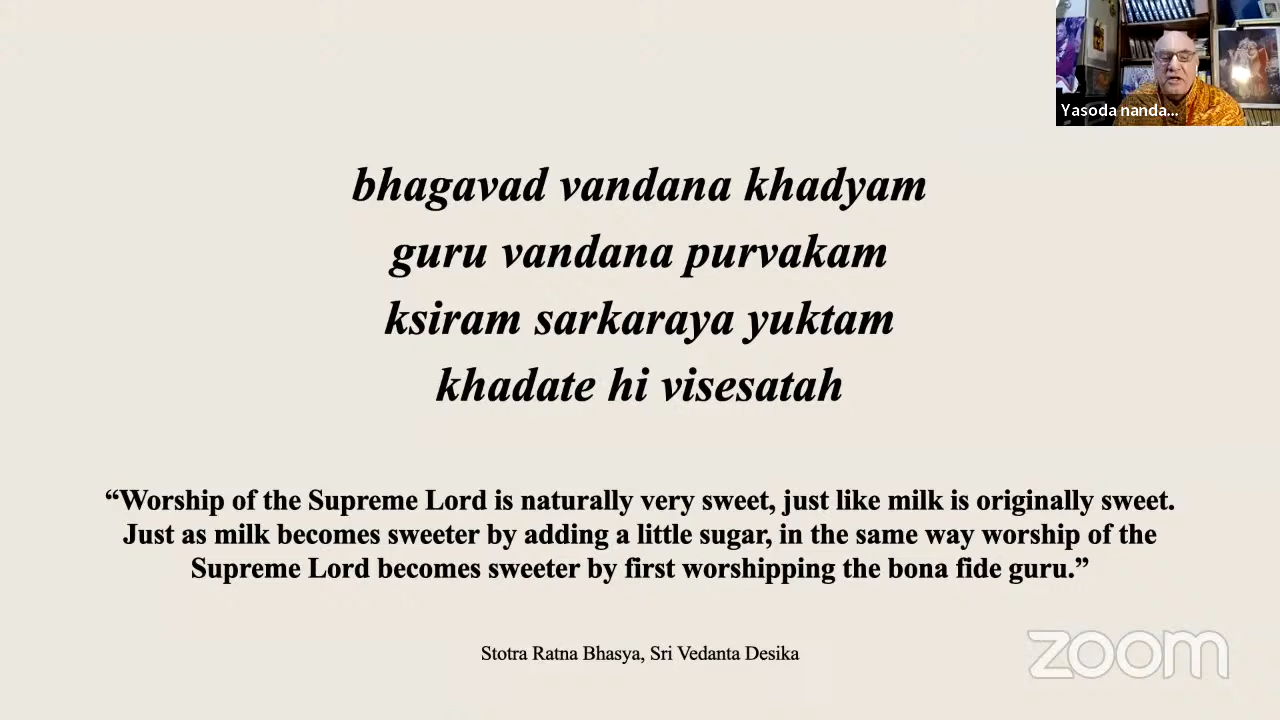 Yasoda nanda...
bhagavad vandana khadyam
guru vandana purvakam
ksiram sarkaraya yuktam
khadate hi visesatah
“Worship of the Supreme Lord is naturally very sweet, just like milk is originally sweet.
Just as milk becomes sweeter by adding a little sugar, in the same way worship of the
Supreme Lord becomes sweeter by first worshipping the bona fide guru.”
Stotra Ratna Bhasya, Sri Vedanta Desika
zoom